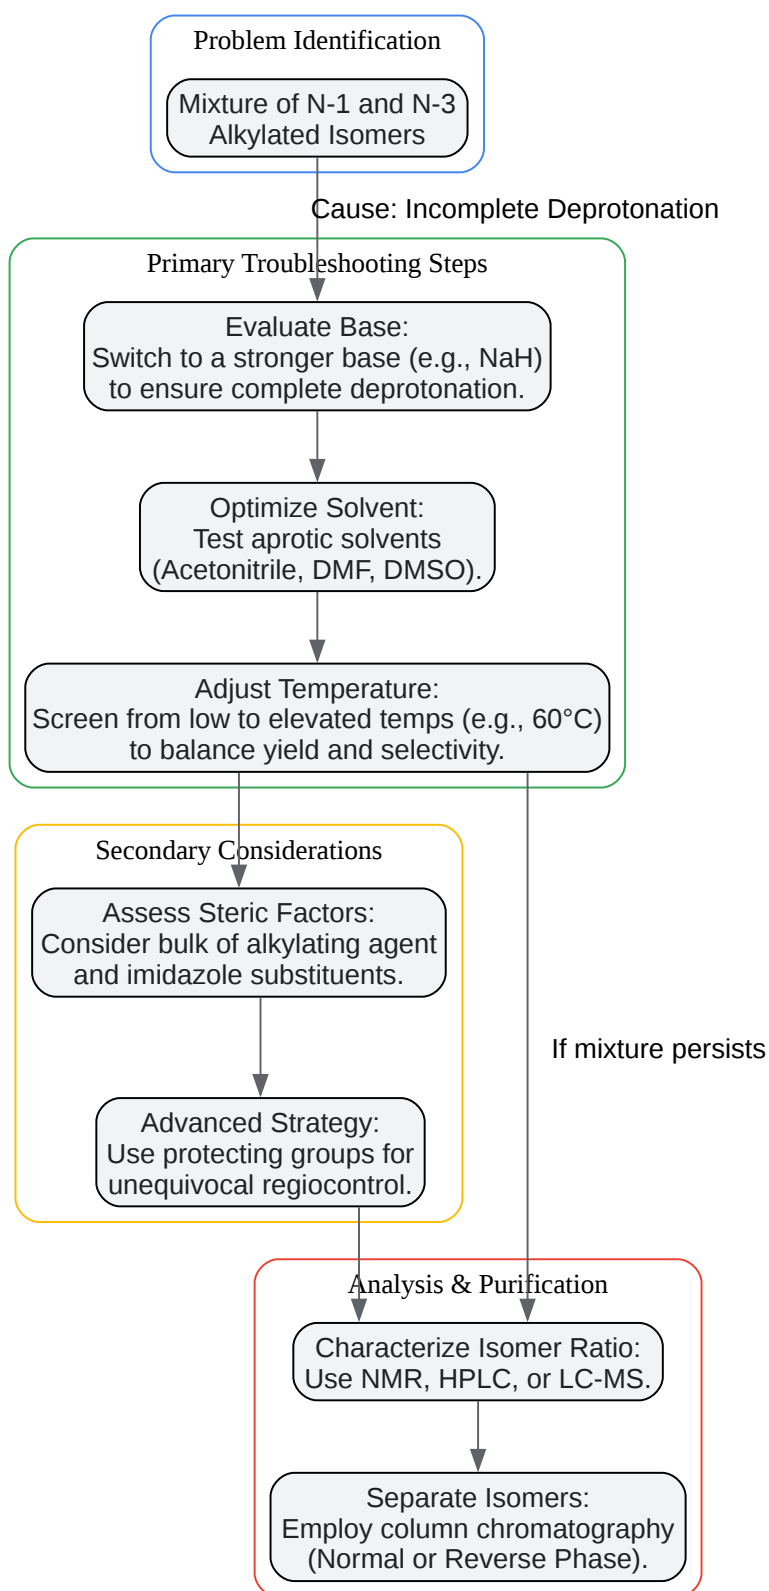 Problem Identification
Mixture of N-1 and N-3
Alkylated Isomers
Cause: Incomplete Deprotonation
Primary Troubleshooting Steps
Evaluate Base:
Switch to a stronger base (e.g., NaH)
to ensure complete deprotonation.
Optimize Solvent:
Test aprotic solvents
(Acetonitrile, DMF, DMSO).
Adjust Temperature:
Screen from low to elevated temps (e.g., 60°C)
to balance yield and selectivity.
Secondary Considerations
Assess Steric Factors:
Consider bulk of alkylating agent
and imidazole substituents.
If mixture persists
Advanced Strategy:
Use protecting groups for
unequivocal regiocontrol.
Analysis & Purification
Characterize Isomer Ratio:
Use NMR, HPLC, or LC-MS.
Separate Isomers:
Employ column chromatography
(Normal or Reverse Phase).